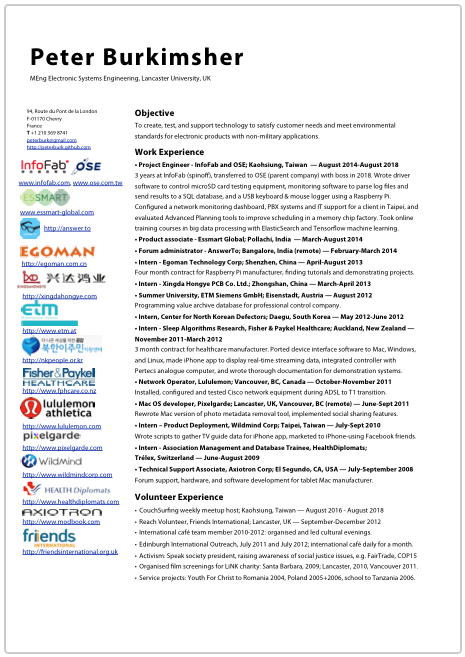 Peter Burkimsher
MEng Electronic Systems Engineering, Lancaster University, UK
94, Route du Pont de la London
F-01170 Chevry
France
T +1 210 369 8741
peterburk@gmail.com
http://peterburk.github.com
InfoFab OSE
www.infofab.com, www.ose.com.tw
ESSMART
www.essmart-global.com
http://answer.to
EGOMAN
http://egoman.com.cn
兴达鸿业
http://xingdahongye.com
etm
http://www.etm.at
북한이주민지원센터
http://nkpeople.or.kr
Fisher&Paykel
HEALTHCARE
www.fphcare.co.nz
lululemon
athletica
http://www.lululemon.com
pixelgarde
http://www.pixelgarde.com
WildMind
http://www.wildmindcorp.com
HEALTH Diplomats
http://www.healthdiplomats.com
AXIOTRON
http://www.modbook.com
friends
INTERNATIONAL
http://friendsinternational.org.uk
Objective
To create, test, and support technology to satisfy customer needs and meet environmental
standards for electronic products with non-military applications.
Work Experience
• Project Engineer - InfoFab and OSE; Kaohsiung, Taiwan — August 2014-August 2018
3 years at InfoFab (spinoff), transferred to OSE (parent company) with boss in 2018. Wrote driver
software to control microSD card testing equipment, monitoring software to parse log files and
send results to a SQL database, and a USB keyboard & mouse logger using a Raspberry Pi.
Configured a network monitoring dashboard, PBX systems and IT support for a client in Taipei, and
evaluated Advanced Planning tools to improve scheduling in a memory chip factory. Took online
training courses in big data processing with ElasticSearch and Tensorflow machine learning.
• Product associate - Essmart Global; Pollachi, India — March-August 2014
• Forum administrator - AnswerTo; Bangalore, India (remote) — February-March 2014
• Intern - Egoman Technology Corp; Shenzhen, China — April-August 2013
Four month contract for Raspberry Pi manufacturer, finding tutorials and demonstrating projects.
• Intern - Xingda Hongye PCB Co. Ltd.; Zhongshan, China — March-April 2013
• Summer University, ETM Siemens GmbH; Eisenstadt, Austria — August 2012
Programming value archive database for professional control company.
• Intern, Center for North Korean Defectors; Daegu, South Korea — May 2012-June 2012
• Intern - Sleep Algorithms Research, Fisher & Paykel Healthcare; Auckland, New Zealand —
November 2011-March 2012
3 month contract for healthcare manufacturer. Ported device interface software to Mac, Windows,
and Linux, made iPhone app to display real-time streaming data, integrated controller with
Pertecs analogue computer, and wrote thorough documentation for demonstration systems.
• Network Operator, Lululemon; Vancouver, BC, Canada — October-November 2011
Installed, configured and tested Cisco network equipment during ADSL to T1 transition.
• Mac OS developer, Pixelgarde; Lancaster, UK, Vancouver, BC (remote) — June-Sept 2011
Rewrote Mac version of photo metadata removal tool, implemented social sharing features.
• Intern – Product Deployment, Wildmind Corp; Taipei, Taiwan — July-Sept 2010
Wrote scripts to gather TV guide data for iPhone app, marketed to iPhone-using Facebook friends.
• Intern - Association Management and Database Trainee, HealthDiplomats;
Trélex, Switzerland —- June-August 2009
• Technical Support Associate, Axiotron Corp; El Segundo, CA, USA — July-September 2008
Forum support, hardware, and software development for tablet Mac manufacturer.
Volunteer Experience
• CouchSurfing weekly meetup host; Kaohsiung, Taiwan — August 2016 - August 2018
• Reach Volunteer, Friends International; Lancaster, UK — September-December 2012
• International café team member 2010-2012: organised and led cultural evenings.
• Edinburgh International Outreach, July 2011 and July 2012; international café daily for a month.
• Activism: Speak society president, raising awareness of social justice issues, e.g. FairTrade, COP15
• Organised film screenings for LiNK charity: Santa Barbara, 2009; Lancaster, 2010, Vancouver 2011.
• Service projects: Youth For Christ to Romania 2004, Poland 2005+2006, school to Tanzania 2006.